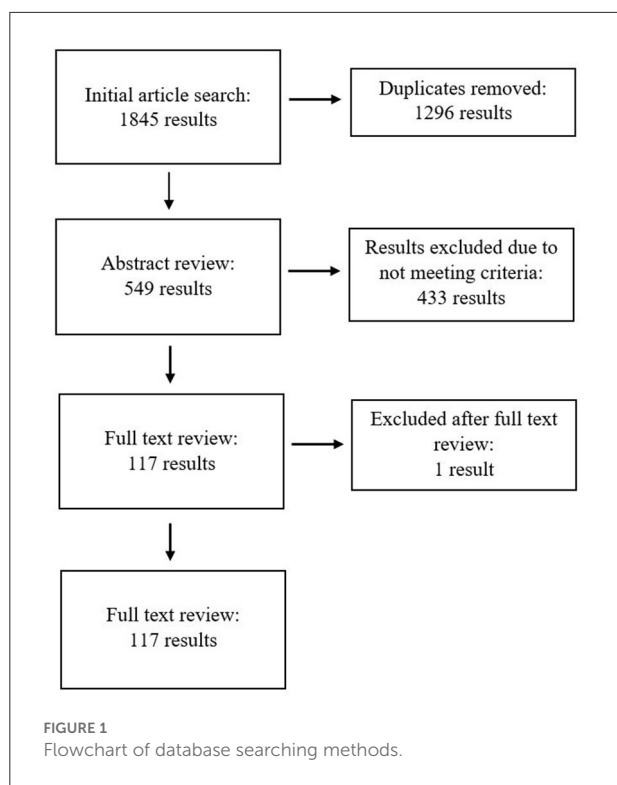 Initial article search:
1845 results
Duplicates removed:
1296 results
Abstract review:
549 results
Results excluded due to
not meeting criteria:
433 results
Full text review:
117 results
Excluded after full text
review:
1 result
Full text review:
117 results
FIGURE 1
Flowchart of database searching methods.